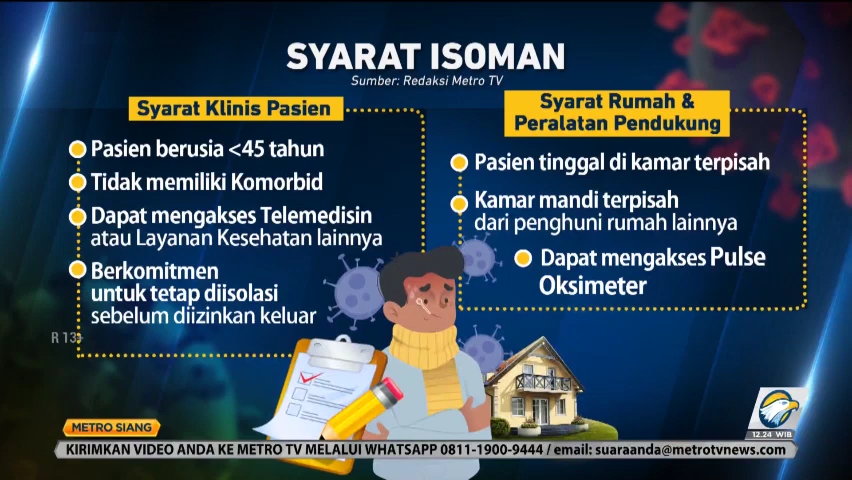 SYARAT ISOMAN
Sumber: Redaksi Metro TV
Syarat Klinis Pasien
Pasien berusia <45 tahun
Tidak memiliki Komorbid
Dapat mengakses Telemedisin
atau Layanan Kesehatan lainnya
Berkomitmen
untuk tetap diisolasi
sebelum diizinkan keluar
Syarat Rumah &
Peralatan Pendukung
Pasien tinggal di kamar terpisah
Kamar mandi terpisah
dari penghuni rumah lainnya
Dapat mengakses Pulse
Oksimeter
R 13+
METRO SIANG
12.24 WIB
KIRIMKAN VIDEO ANDA KE METRO TV MELALUI WHATSAPP 0811-1900-9444 / email: suaraanda@metrotvnews.com